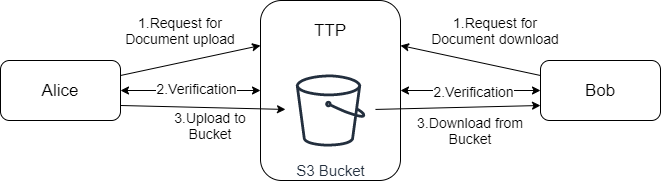 1.Request for
Document upload
TTP
1.Request for
Document download
Alice
2.Verification
2.Verification
Bob
3.Upload to
Bucket
3.Download from
Bucket
S3 Bucket